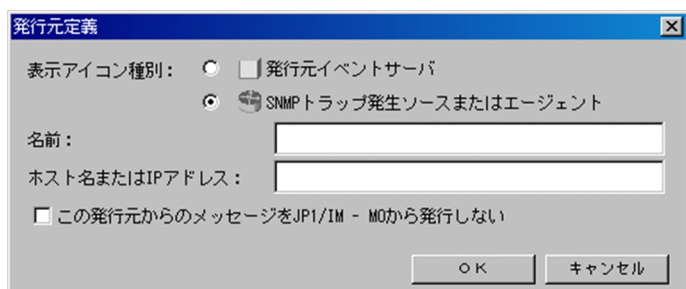 発行元定義
表示アイコン種別： 発行元イベントサーバ
SNMPトラップ発生ソースまたはエージェント
名前：
ホスト名またはIPアドレス：
この発行元からのメッセージをJP1/IM - MOから発行しない
OK キャンセル